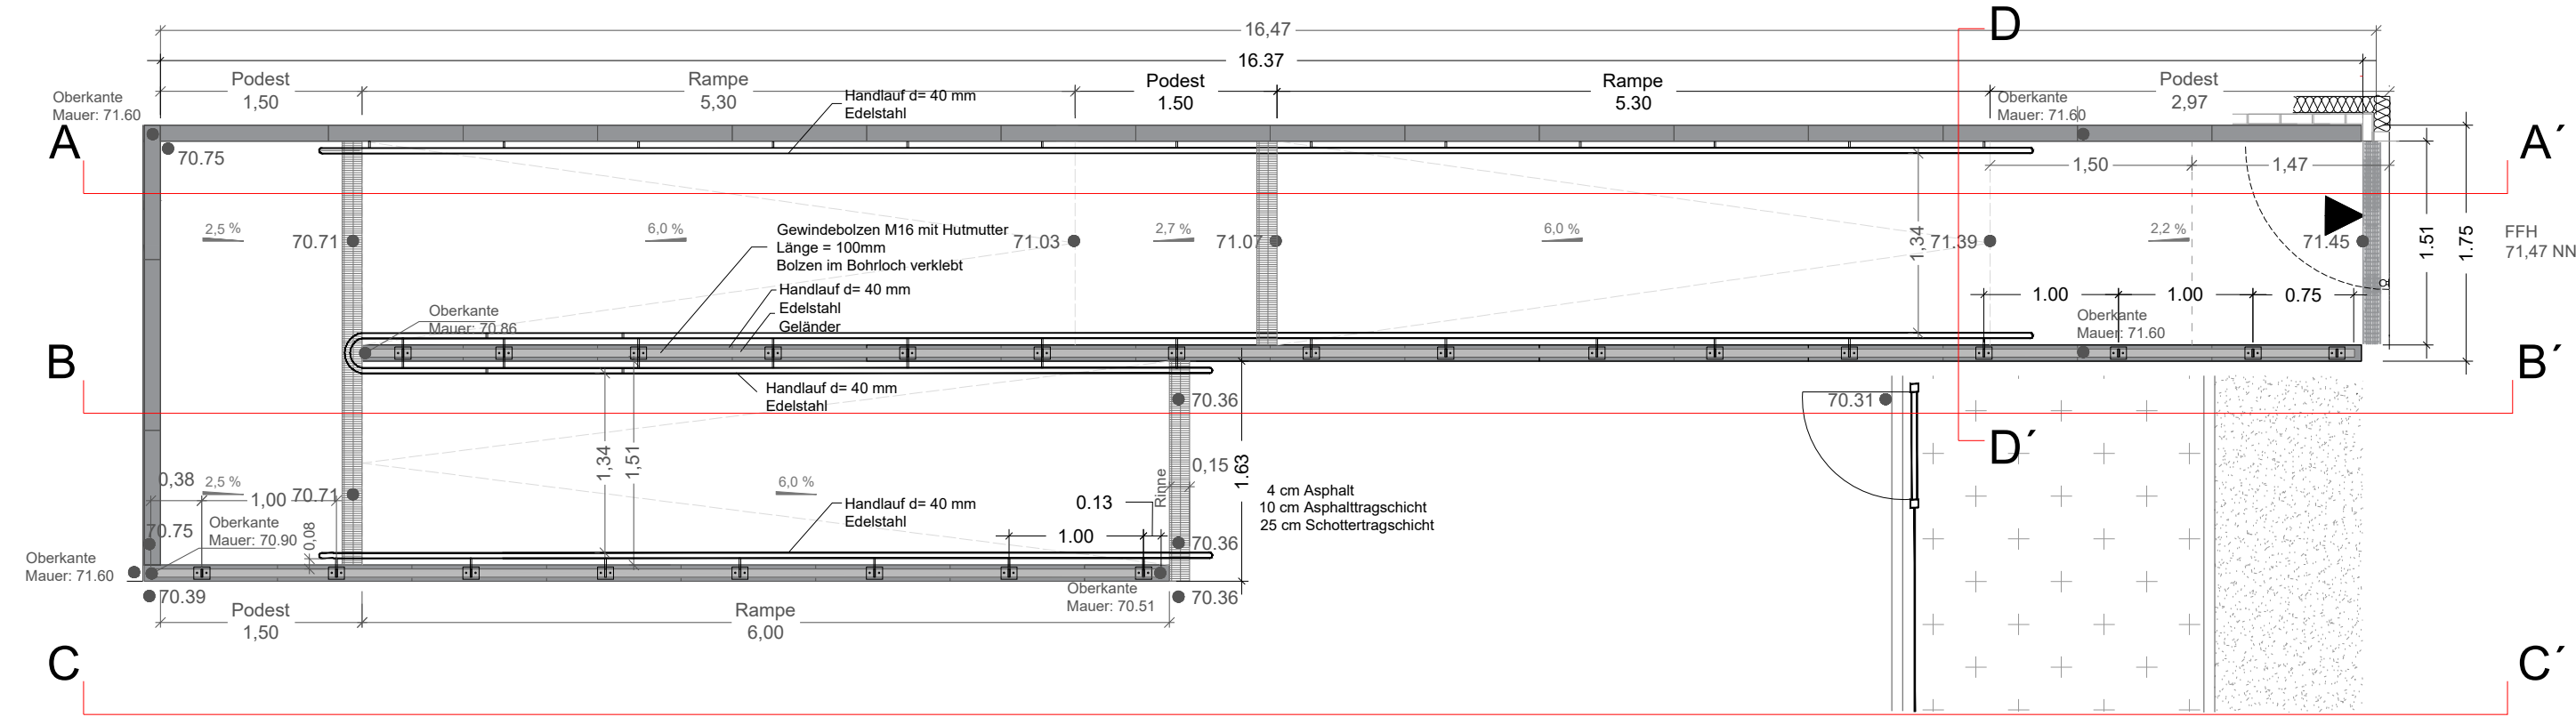 16,47
D
16.37
Podest
1,50
Rampe
5,30
Podest
1.50
Rampe
5.30
Podest
2,97
Oberkante
Mauer: 71.60
Handlauf d= 40 mm
Edelstahl
Oberkante
Mauer: 71.60
A
A´
70.75
1,50
1,47
2,5 %
70.71
6,0 %
Gewindebolzen M16 mit Hutmutter
Länge = 100mm
Bolzen im Bohrloch verklebt
71.03
2,7 %
71.07
6,0 %
1,34
71.39
2,2 %
71.45
1.51
1.75
FFH
71,47 NN
Handlauf d= 40 mm
Edelstahl
Geländer
1.00
1.00
0.75
Oberkante
Mauer: 70.86
Oberkante
Mauer: 71.60
B
B´
Handlauf d= 40 mm
Edelstahl
70.36
70.31
D´
1,34
1,51
Rinne
0,15
1.63
0,38
2,5 %
1,00
70.71
6,0 %
Handlauf d= 40 mm
Edelstahl
0.13
1.00
4 cm Asphalt
10 cm Asphalttragschicht
25 cm Schottertragschicht
70.75
Oberkante
Mauer: 70.90
0,08
70.36
Oberkante
Mauer: 71.60
70.39
Oberkante
Mauer: 70.51
70.36
Podest
1,50
Rampe
6,00
C
C´